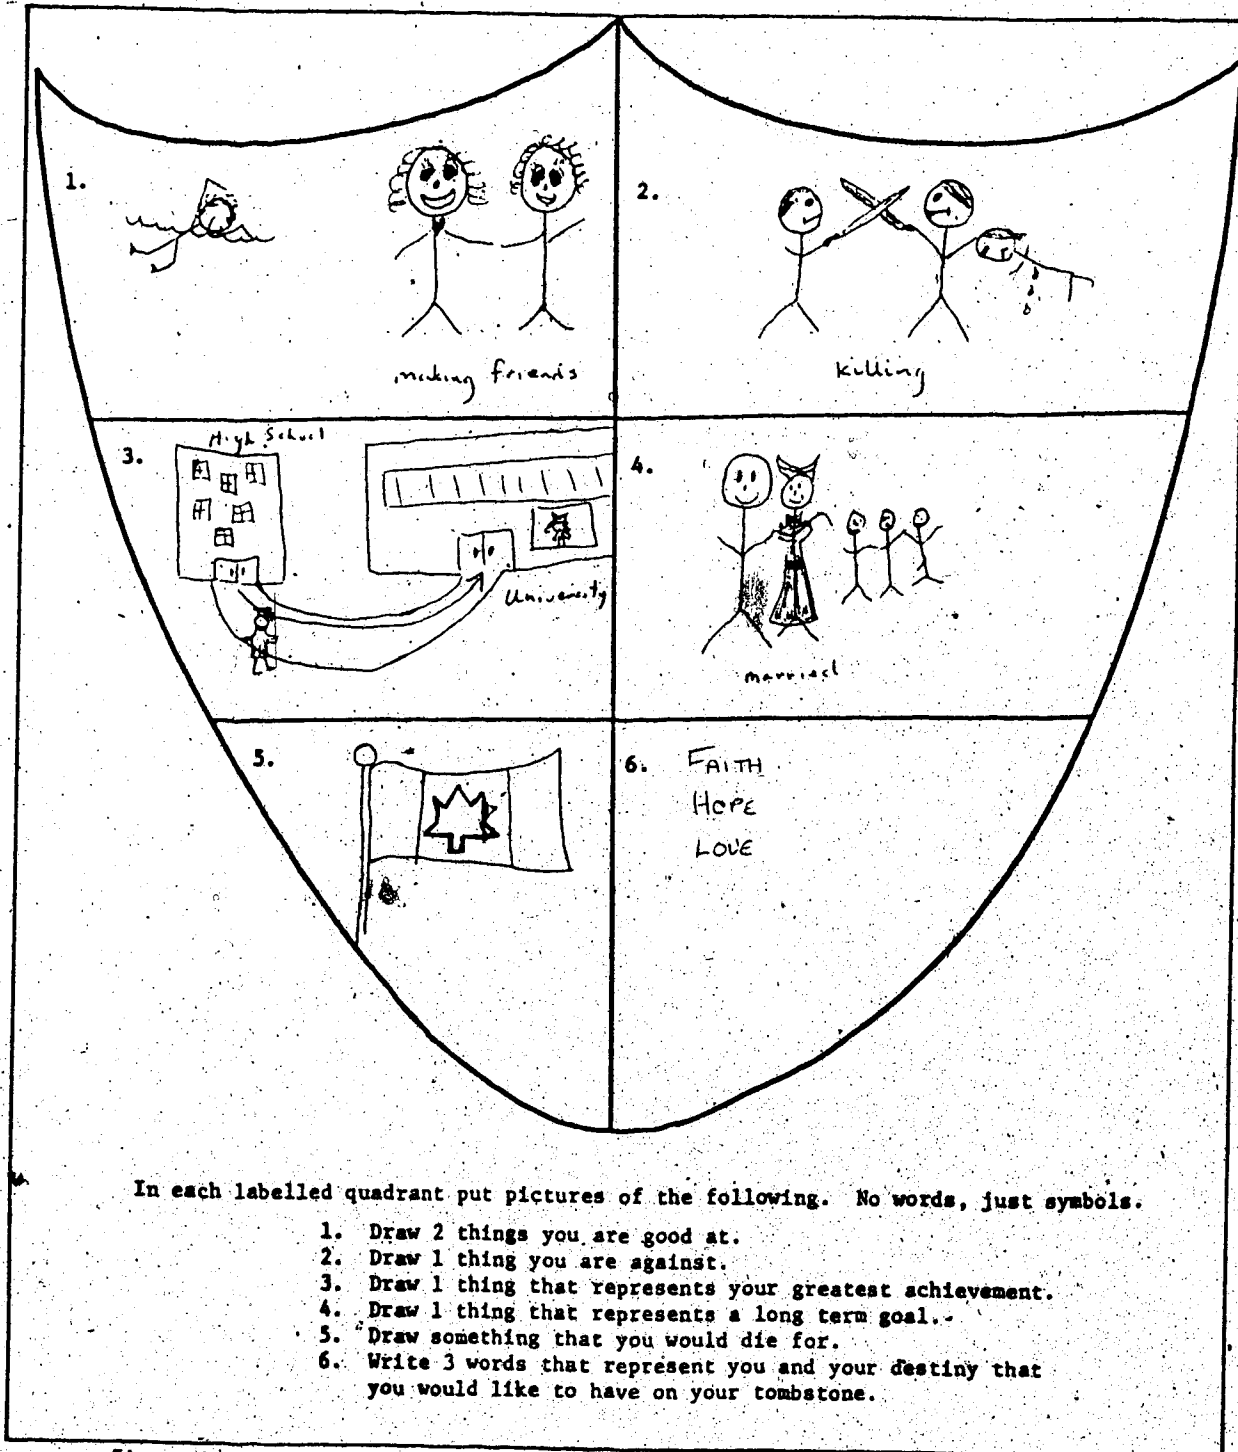 1.
making friends
2.
killing
3.
High School
University
4.
married
5.
6.
FAITH
HOPE
LOVE
In each labelled quadrant put pictures of the following. No words, just symbols.
1. Draw 2 things you are good at.
2. Draw 1 thing you are against.
3. Draw 1 thing that represents your greatest achievement.
4. Draw 1 thing that represents a long term goal.
5. Draw something that you would die for.
6. Write 3 words that represent you and your destiny that
you would like to have on your tombstone.